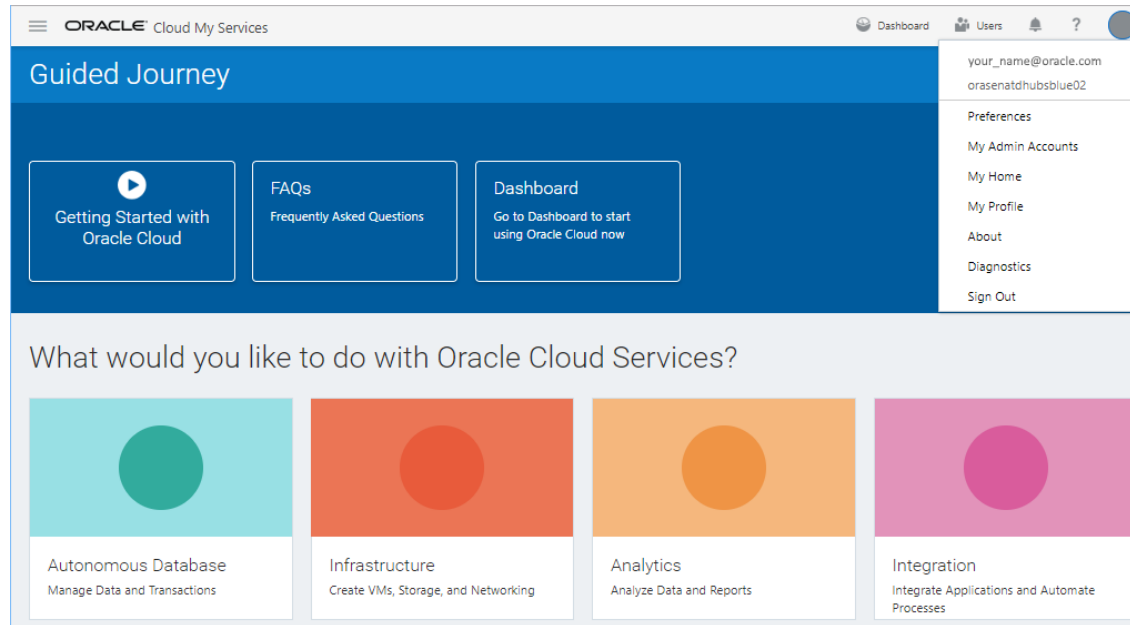 ORACLE Cloud My Services
Dashboard
Users
?
your_name@oracle.com
orasenatdhubsblue02
Preferences
My Admin Accounts
My Home
My Profile
About
Diagnostics
Sign Out
Guided Journey
Getting Started with
Oracle Cloud
FAQs
Frequently Asked Questions
Dashboard
Go to Dashboard to start
using Oracle Cloud now
What would you like to do with Oracle Cloud Services?
Autonomous Database
Manage Data and Transactions
Infrastructure
Create VMs, Storage, and Networking
Analytics
Analyze Data and Reports
Integration
Integrate Applications and Automate
Processes